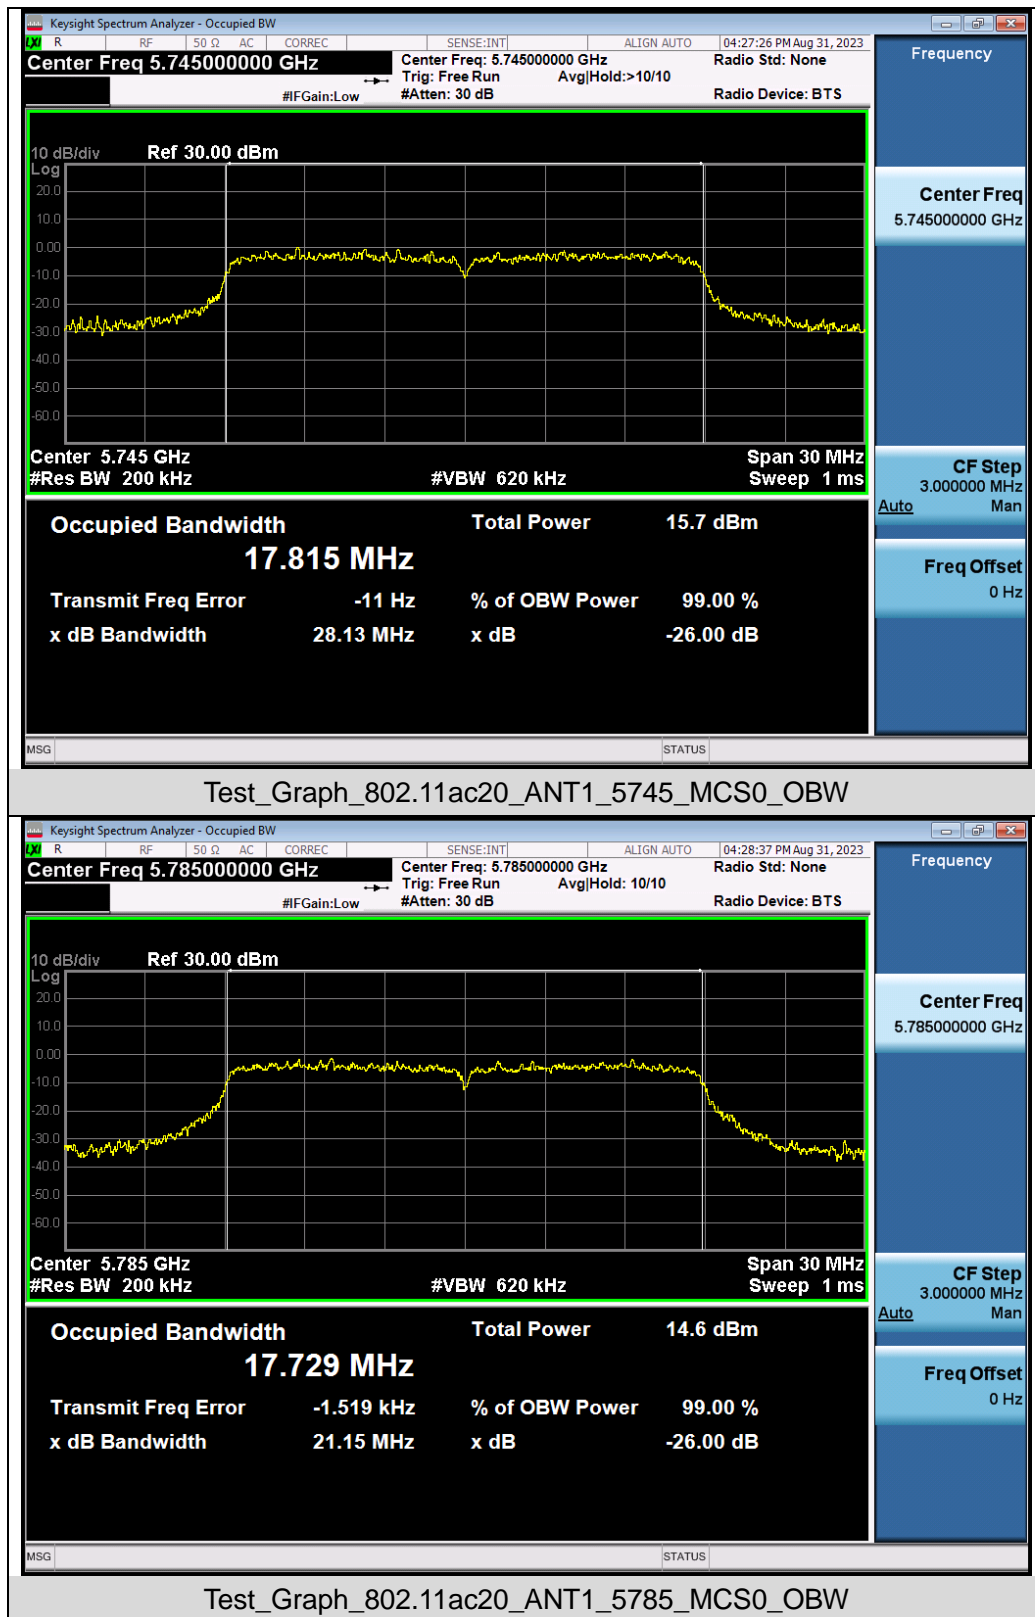 Keysight Spectrum Analyzer - Occupied BW
LXI R RF 50 Ω AC CORREC SENSE:INT ALIGN AUTO 04:27:26 PM Aug 31, 2023
Center Freq 5.745000000 GHz
Center Freq: 5.745000000 GHz
Radio Std: None
Trig: Free Run Avg|Hold:>10/10
#IFGain:Low
#Atten: 30 dB
Radio Device: BTS
Frequency
10 dB/div Ref 30.00 dBm
Log
20.0
10.0
0.00
-10.0
-20.0
-30.0
-40.0
-50.0
-60.0
Center 5.745 GHz Span 30 MHz
#Res BW 200 kHz #VBW 620 kHz Sweep 1 ms
Center Freq
5.745000000 GHz
CF Step
3.000000 MHz
Auto Man
Freq Offset
0 Hz
Occupied Bandwidth Total Power 15.7 dBm
17.815 MHz
Transmit Freq Error -11 Hz % of OBW Power 99.00 %
x dB Bandwidth 28.13 MHz x dB -26.00 dB
MSG STATUS
Test_Graph_802.11ac20_ANT1_5745_MCS0_OBW
Keysight Spectrum Analyzer - Occupied BW
LXI R RF 50 Ω AC CORREC SENSE:INT ALIGN AUTO 04:28:37 PM Aug 31, 2023
Center Freq 5.785000000 GHz
Center Freq: 5.785000000 GHz
Radio Std: None
Trig: Free Run Avg|Hold: 10/10
#IFGain:Low
#Atten: 30 dB
Radio Device: BTS
Frequency
10 dB/div Ref 30.00 dBm
Log
20.0
10.0
0.00
-10.0
-20.0
-30.0
-40.0
-50.0
-60.0
Center 5.785 GHz Span 30 MHz
#Res BW 200 kHz #VBW 620 kHz Sweep 1 ms
Center Freq
5.785000000 GHz
CF Step
3.000000 MHz
Auto Man
Freq Offset
0 Hz
Occupied Bandwidth Total Power 14.6 dBm
17.729 MHz
Transmit Freq Error -1.519 kHz % of OBW Power 99.00 %
x dB Bandwidth 21.15 MHz x dB -26.00 dB
MSG STATUS
Test_Graph_802.11ac20_ANT1_5785_MCS0_OBW